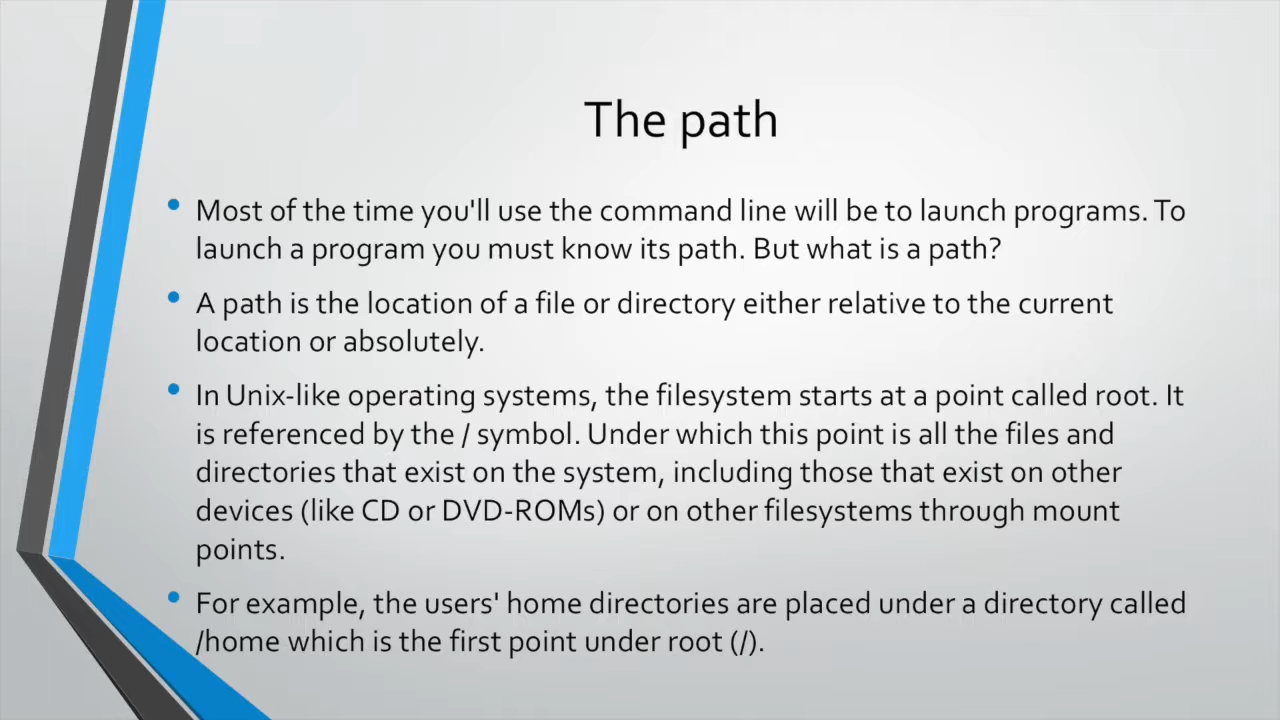 The path
Most of the time you'll use the command line will be to launch programs. To
launch a program you must know its path. But what is a path?
A path is the location of a file or directory either relative to the current
location or absolutely.
In Unix-like operating systems, the filesystem starts at a point called root. It
is referenced by the / symbol. Under which this point is all the files and
directories that exist on the system, including those that exist on other
devices (like CD or DVD-ROMs) or on other filesystems through mount
points.
For example, the users' home directories are placed under a directory called
/home which is the first point under root (/).